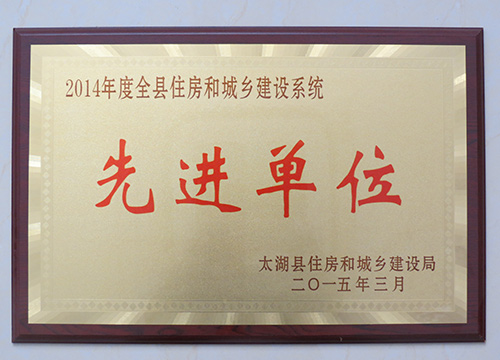 2014年度全县住房和城乡建设系统
先进单位
太湖县住房和城乡建设局
二〇一五年三月